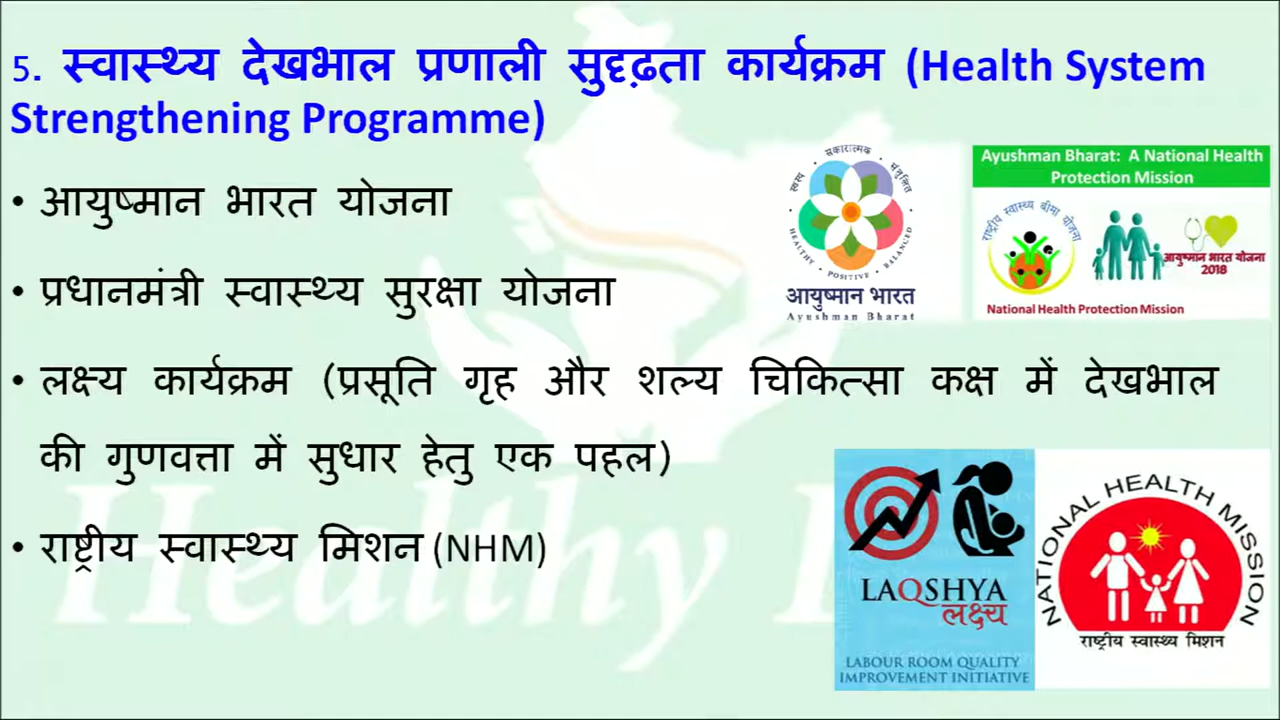 5. स्वास्थ्य देखभाल प्रणाली सुदृढ़ता कार्यक्रम (Health System
Strengthening Programme)
• आयुष्मान भारत योजना
• प्रधानमंत्री स्वास्थ्य सुरक्षा योजना
• लक्ष्य कार्यक्रम (प्रसूति गृह और शल्य चिकित्सा कक्ष में देखभाल
की गुणवत्ता में सुधार हेतु एक पहल)
• राष्ट्रीय स्वास्थ्य मिशन (NHM)
स्वस्थ सकारात्मक संतुलित
HEALTHY • POSITIVE • BALANCED
आयुष्मान भारत
Ayushman Bharat
Ayushman Bharat: A National Health
Protection Mission
राष्ट्रीय स्वास्थ्य बीमा योजना
आयुष्मान भारत योजना
2018
National Health Protection Mission
LAQSHYA
लक्ष्य
LABOUR ROOM QUALITY
IMPROVEMENT INITIATIVE
NATIONAL HEALTH MISSION
राष्ट्रीय स्वास्थ्य मिशन
Healthy I